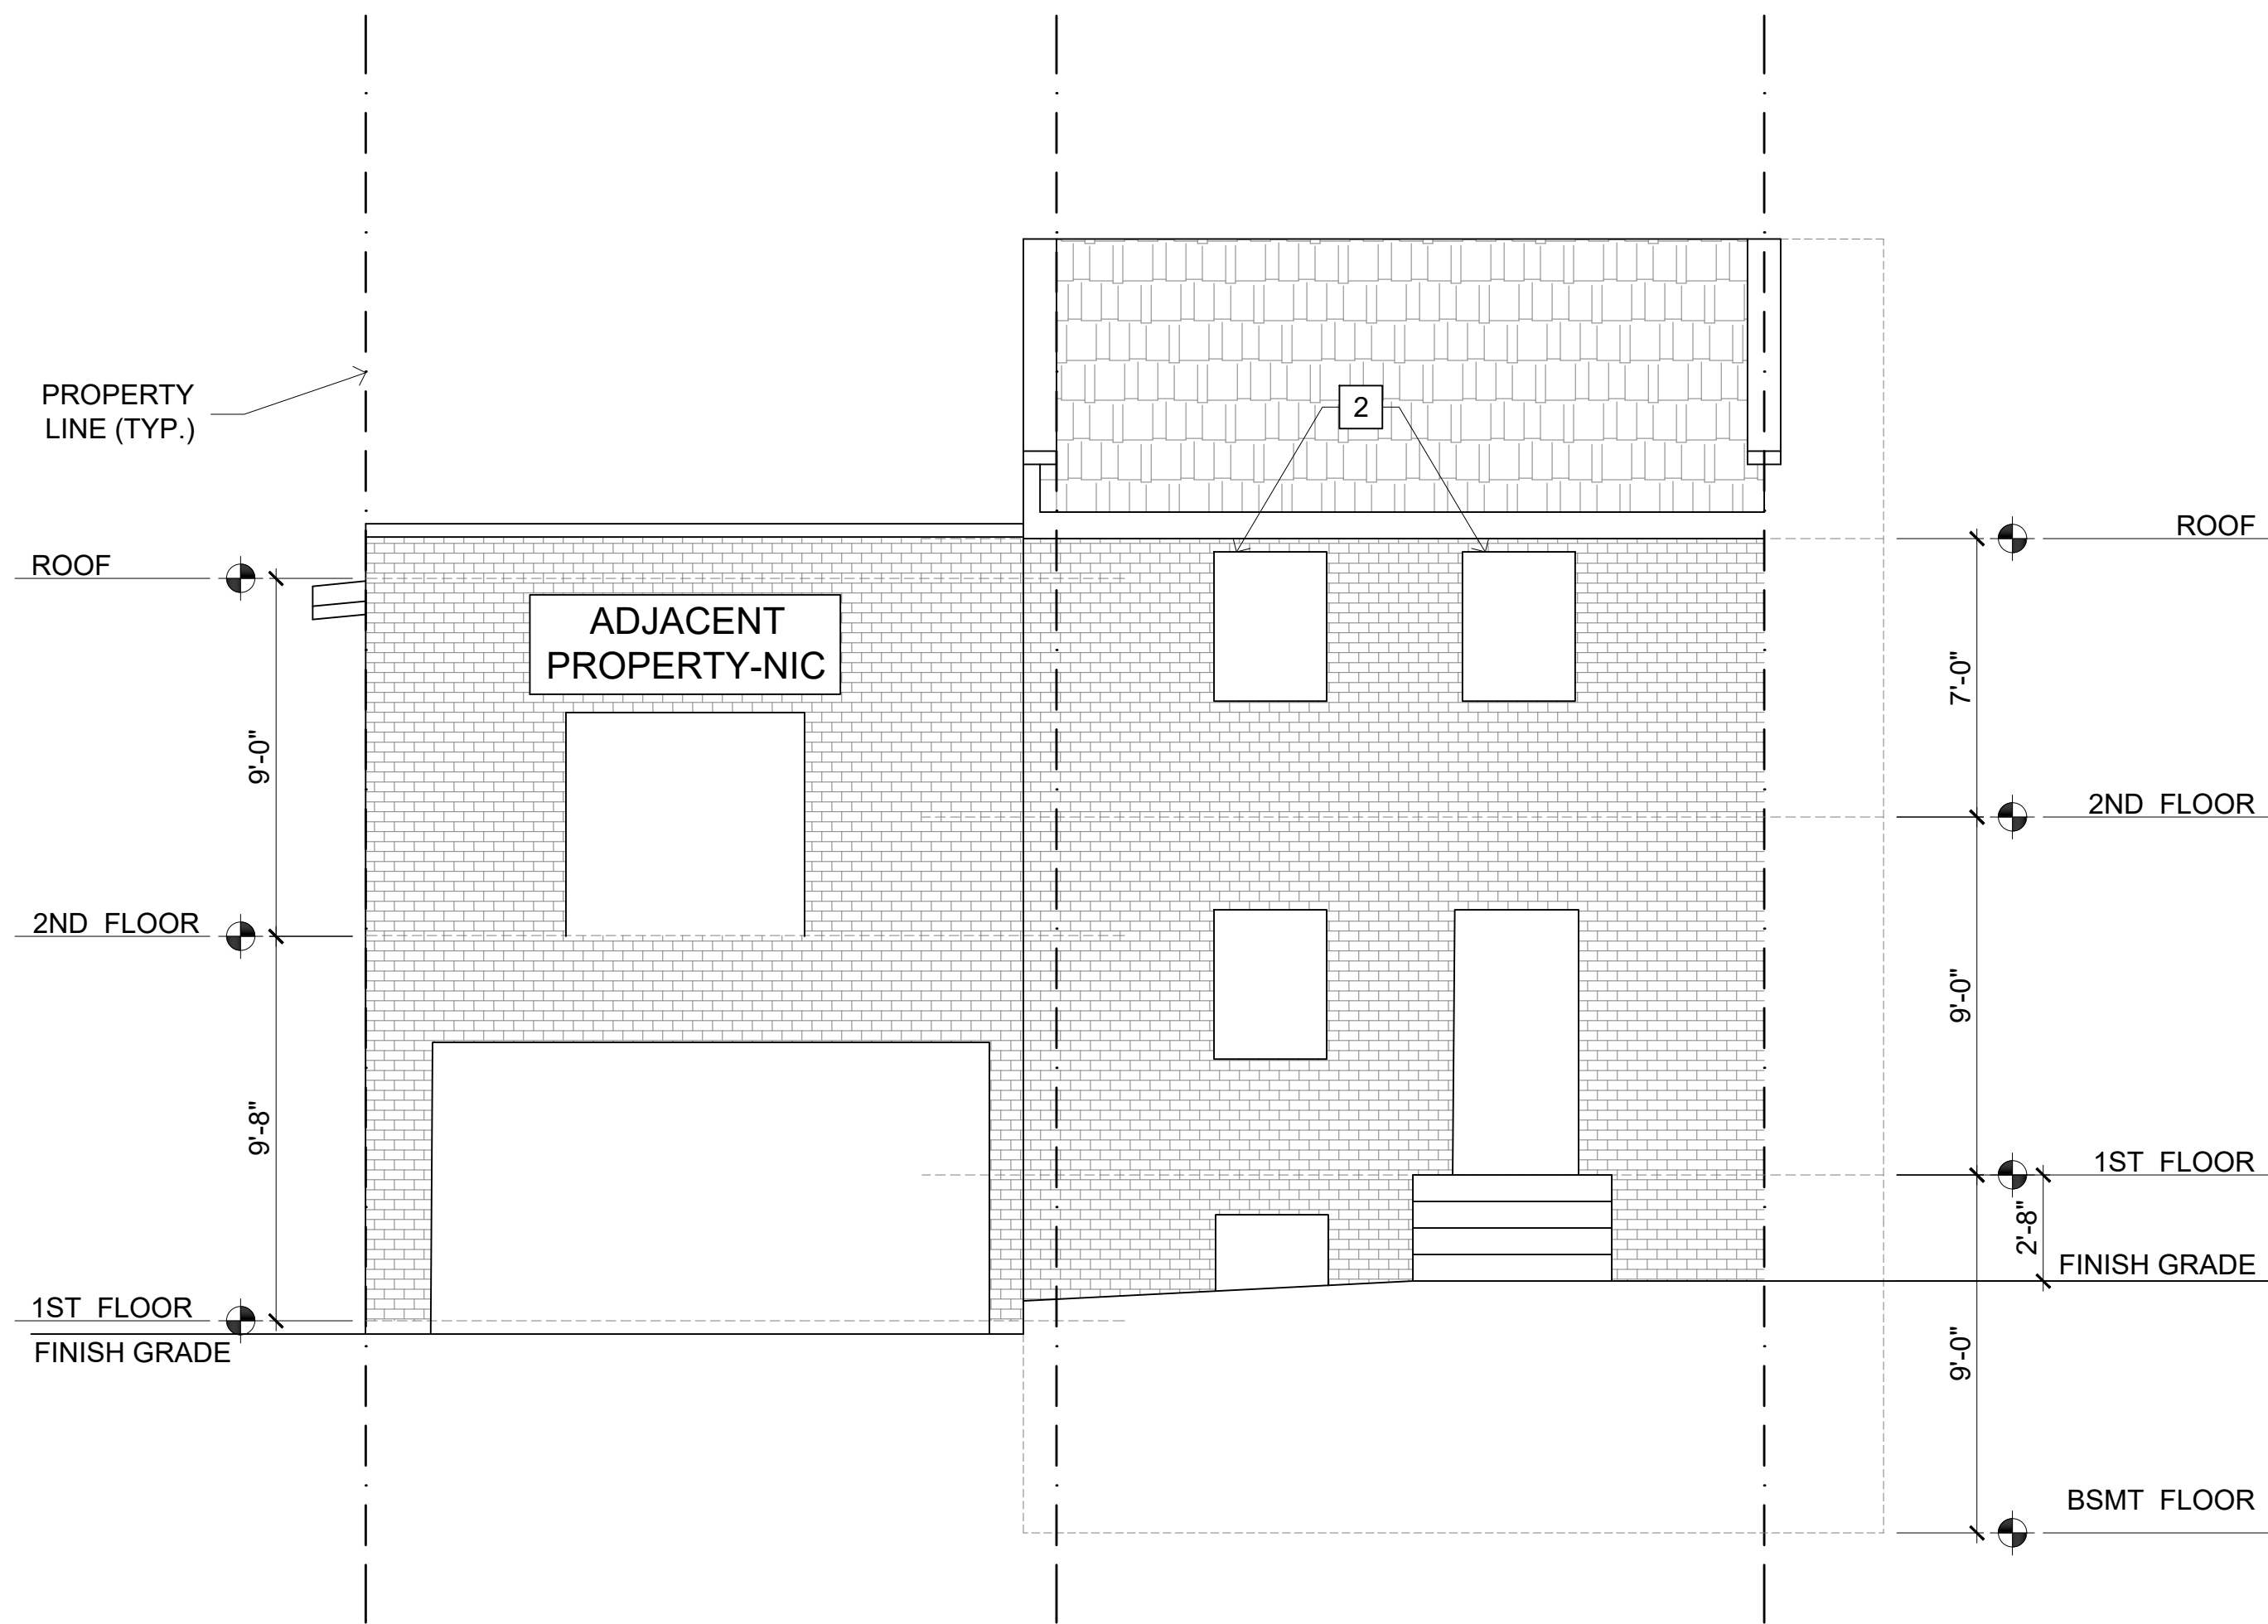 PROPERTY
LINE (TYP.)
2
ROOF
ROOF
ADJACENT
PROPERTY-NIC
7'-0"
9'-0"
2ND FLOOR
2ND FLOOR
9'-0"
9'-8"
1ST FLOOR
2'-8"
FINISH GRADE
1ST FLOOR
FINISH GRADE
9'-0"
BSMT FLOOR